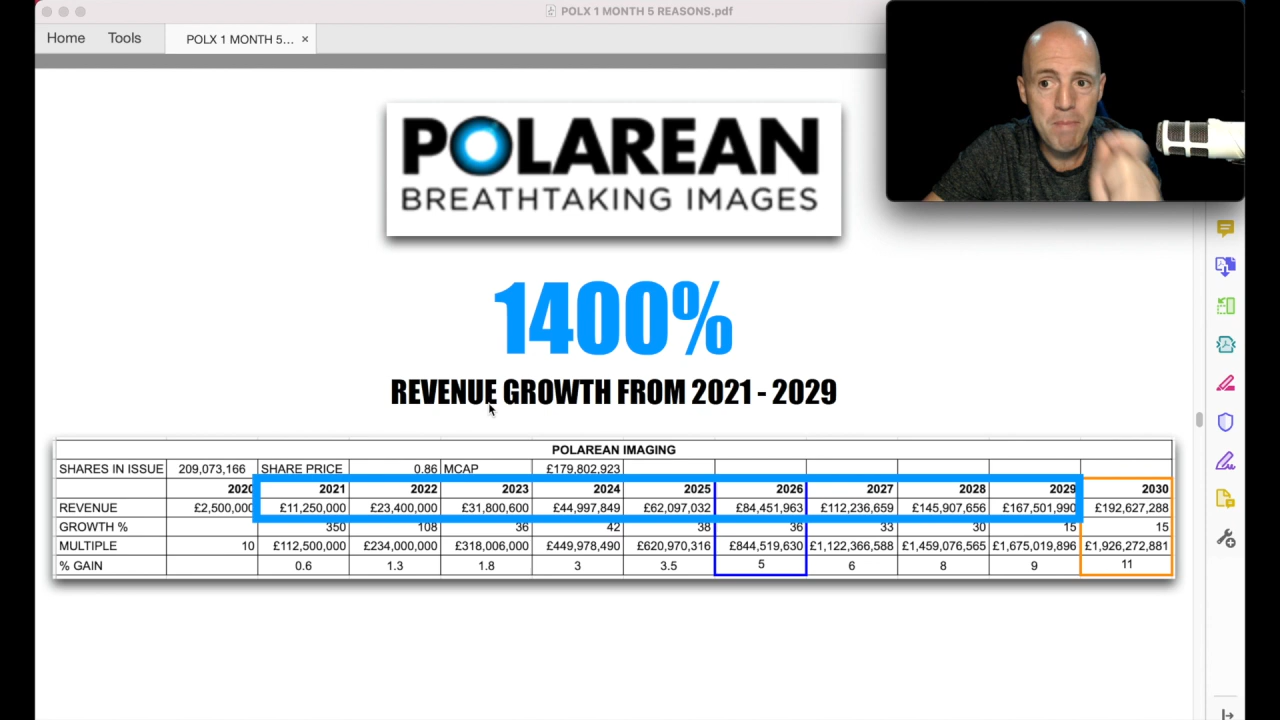 POLX 1 MONTH 5 REASONS.pdf
Home Tools POLX 1 MONTH 5... ×
POLAREAN
BREATHTAKING IMAGES
1400%
REVENUE GROWTH FROM 2021 - 2029
POLAREAN IMAGING
SHARES IN ISSUE 209,073,166 SHARE PRICE 0.86 MCAP £179,802,923
2020 2021 2022 2023 2024 2025 2026 2027 2028 2029 2030
REVENUE £2,500,000 £11,250,000 £23,400,000 £31,800,600 £44,997,849 £62,097,032 £84,451,963 £112,236,659 £145,907,656 £167,501,990 £192,627,288
GROWTH % 350 108 36 42 38 36 33 30 15 15
MULTIPLE 10 £112,500,000 £234,000,000 £318,006,000 £449,978,490 £620,970,316 £844,519,630 £1,122,366,588 £1,459,076,565 £1,675,019,896 £1,926,272,881
% GAIN 0.6 1.3 1.8 3 3.5 5 6 8 9 11